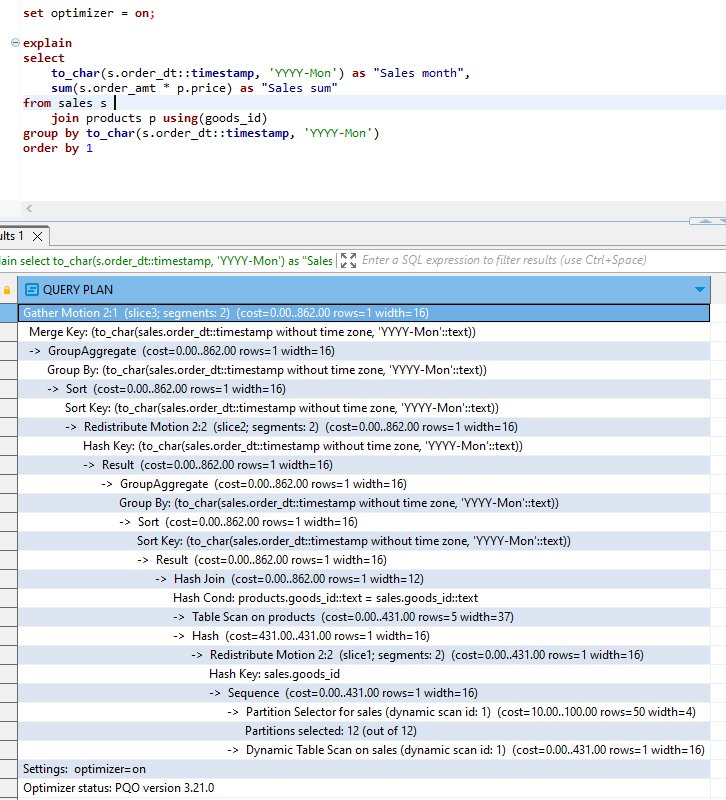 set optimizer = on;
explain
select
to_char(s.order_dt::timestamp, 'YYYY-Mon') as "Sales month",
sum(s.order_amt * p.price) as "Sales sum"
from sales s
join products p using(goods_id)
group by to_char(s.order_dt::timestamp, 'YYYY-Mon')
order by 1
ults 1
ain select to_char(s.order_dt::timestamp, 'YYYY-Mon') as "Sales Enter a SQL expression to filter results (use Ctrl+Space)
QUERY PLAN
Gather Motion 2:1 (slice3; segments: 2) (cost=0.00..862.00 rows=1 width=16)
Merge Key: (to_char(sales.order_dt::timestamp without time zone, 'YYYY-Mon'::text))
-> GroupAggregate (cost=0.00..862.00 rows=1 width=16)
Group By: (to_char(sales.order_dt::timestamp without time zone, 'YYYY-Mon'::text))
-> Sort (cost=0.00..862.00 rows=1 width=16)
Sort Key: (to_char(sales.order_dt::timestamp without time zone, 'YYYY-Mon'::text))
-> Redistribute Motion 2:2 (slice2; segments: 2) (cost=0.00..862.00 rows=1 width=16)
Hash Key: (to_char(sales.order_dt::timestamp without time zone, 'YYYY-Mon'::text))
-> Result (cost=0.00..862.00 rows=1 width=16)
-> GroupAggregate (cost=0.00..862.00 rows=1 width=16)
Group By: (to_char(sales.order_dt::timestamp without time zone, 'YYYY-Mon'::text))
-> Sort (cost=0.00..862.00 rows=1 width=16)
Sort Key: (to_char(sales.order_dt::timestamp without time zone, 'YYYY-Mon'::text))
-> Result (cost=0.00..862.00 rows=1 width=16)
-> Hash Join (cost=0.00..862.00 rows=1 width=12)
Hash Cond: products.goods_id::text = sales.goods_id::text
-> Table Scan on products (cost=0.00..431.00 rows=5 width=37)
-> Hash (cost=431.00..431.00 rows=1 width=16)
-> Redistribute Motion 2:2 (slice1; segments: 2) (cost=0.00..431.00 rows=1 width=16)
Hash Key: sales.goods_id
-> Sequence (cost=0.00..431.00 rows=1 width=16)
-> Partition Selector for sales (dynamic scan id: 1) (cost=10.00..100.00 rows=50 width=4)
Partitions selected: 12 (out of 12)
-> Dynamic Table Scan on sales (dynamic scan id: 1) (cost=0.00..431.00 rows=1 width=16)
Settings: optimizer=on
Optimizer status: PQO version 3.21.0